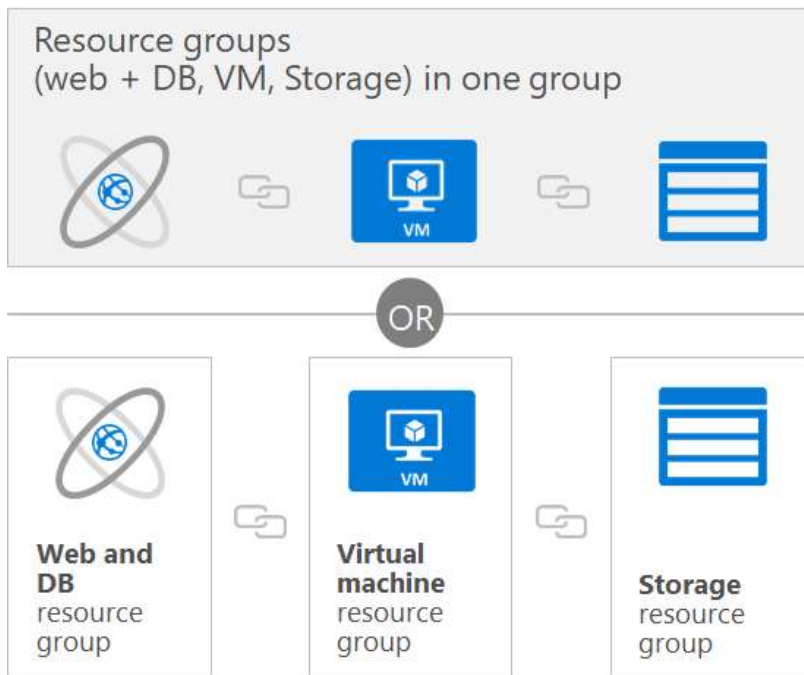 Resource groups
(web + DB, VM, Storage) in one group
VM
OR
VM
Web and
DB
resource
group
Virtual
machine
resource
group
Storage
resource
group